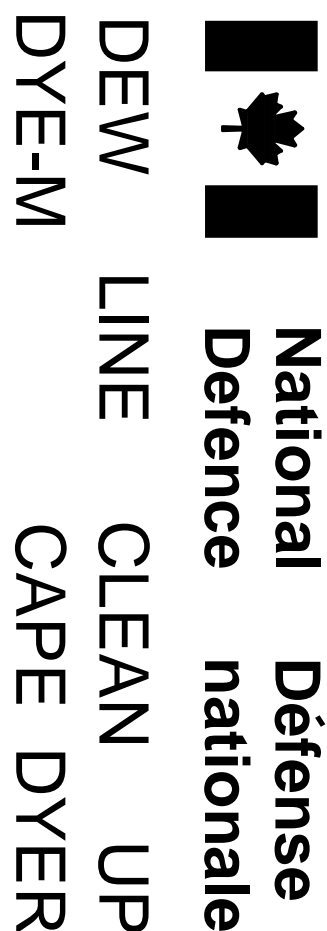 National Défense
Defence nationale
DEW LINE CLEAN UP
DYE-M CAPE DYER